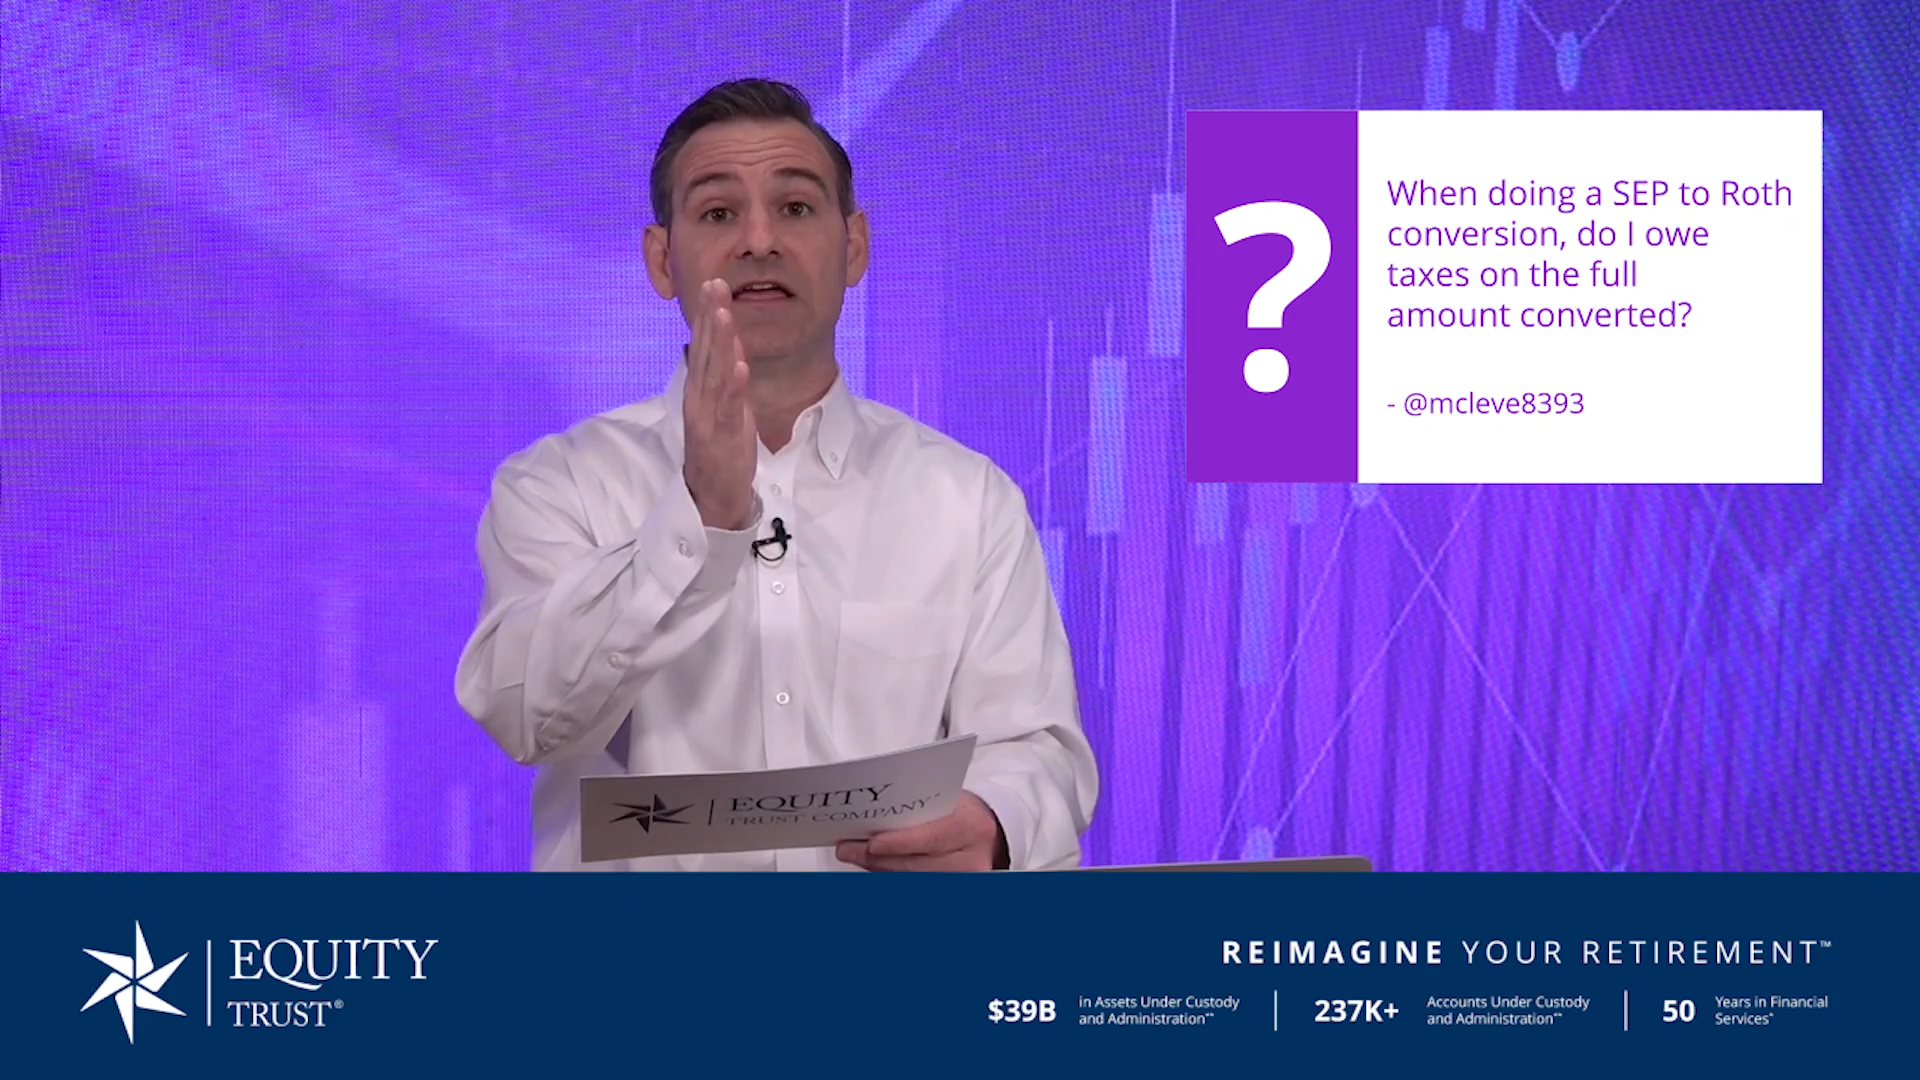 ?
When doing a SEP to Roth
conversion, do I owe
taxes on the full
amount converted?
- @mcleve8393
EQUITY
TRUST COMPANY
EQUITY
TRUST®
REIMAGINE YOUR RETIREMENT™
$39B in Assets Under Custody
and Administration**
237K+ Accounts Under Custody
and Administration**
50 Years in Financial
Services*